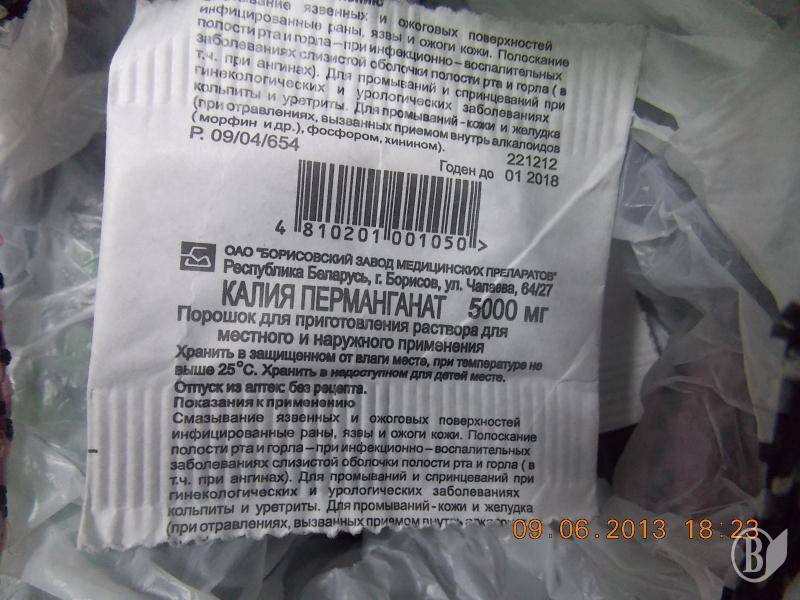 Смазывание язвенных и ожоговых поверхностей
инфицированные раны, язвы и ожоги кожи. Полоскание
полости рта и горла – при инфекционно – воспалительных
заболеваниях слизистой оболочки полости рта и горла ( в
т.ч. при ангинах). Для промываний и спринцеваний при
гинекологических и урологических заболеваниях
кольпиты и уретриты. Для промываний - кожи и желудка
(при отравлениях, вызванных приемом внутрь алкалоидов
( морфин и др.), фосфором, хинином).
Р. 09/04/654
221212
Годен до 01 2018
4 810201 001050 >
ОАО "БОРИСОВСКИЙ ЗАВОД МЕДИЦИНСКИХ ПРЕПАРАТОВ"
Республика Беларусь, г. Борисов, ул. Чапаева, 64/27
КАЛИЯ ПЕРМАНГАНАТ 5000 мг
Порошок для приготовления раствора для
местного и наружного применения
Хранить в защищенном от влаги месте, при температуре не
выше 25°С. Хранить в недоступном для детей месте.
Отпуск из аптек: без рецепта.
Показания к применению
Смазывание язвенных и ожоговых поверхностей
инфицированные раны, язвы и ожоги кожи. Полоскание
полости рта и горла – при инфекционно – воспалительных
заболеваниях слизистой оболочки полости рта и горла ( в
т.ч. при ангинах). Для промываний и спринцеваний при
гинекологических и урологических заболеваниях
кольпиты и уретриты. Для промываний - кожи и желудка
(при отравлениях, вызванных приемом внутрь
09.06.2013 18:23
В